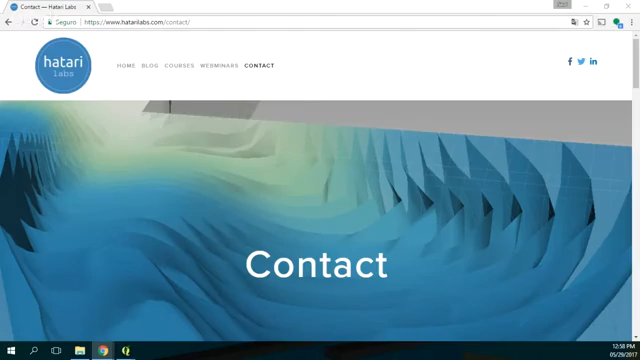 Contact — Hatari Labs
Seguro
https://www.hatarilabs.com/contact/
hatari
labs
HOME BLOG COURSES WEBMINARS CONTACT
Contact
12:58 PM
05/29/2017